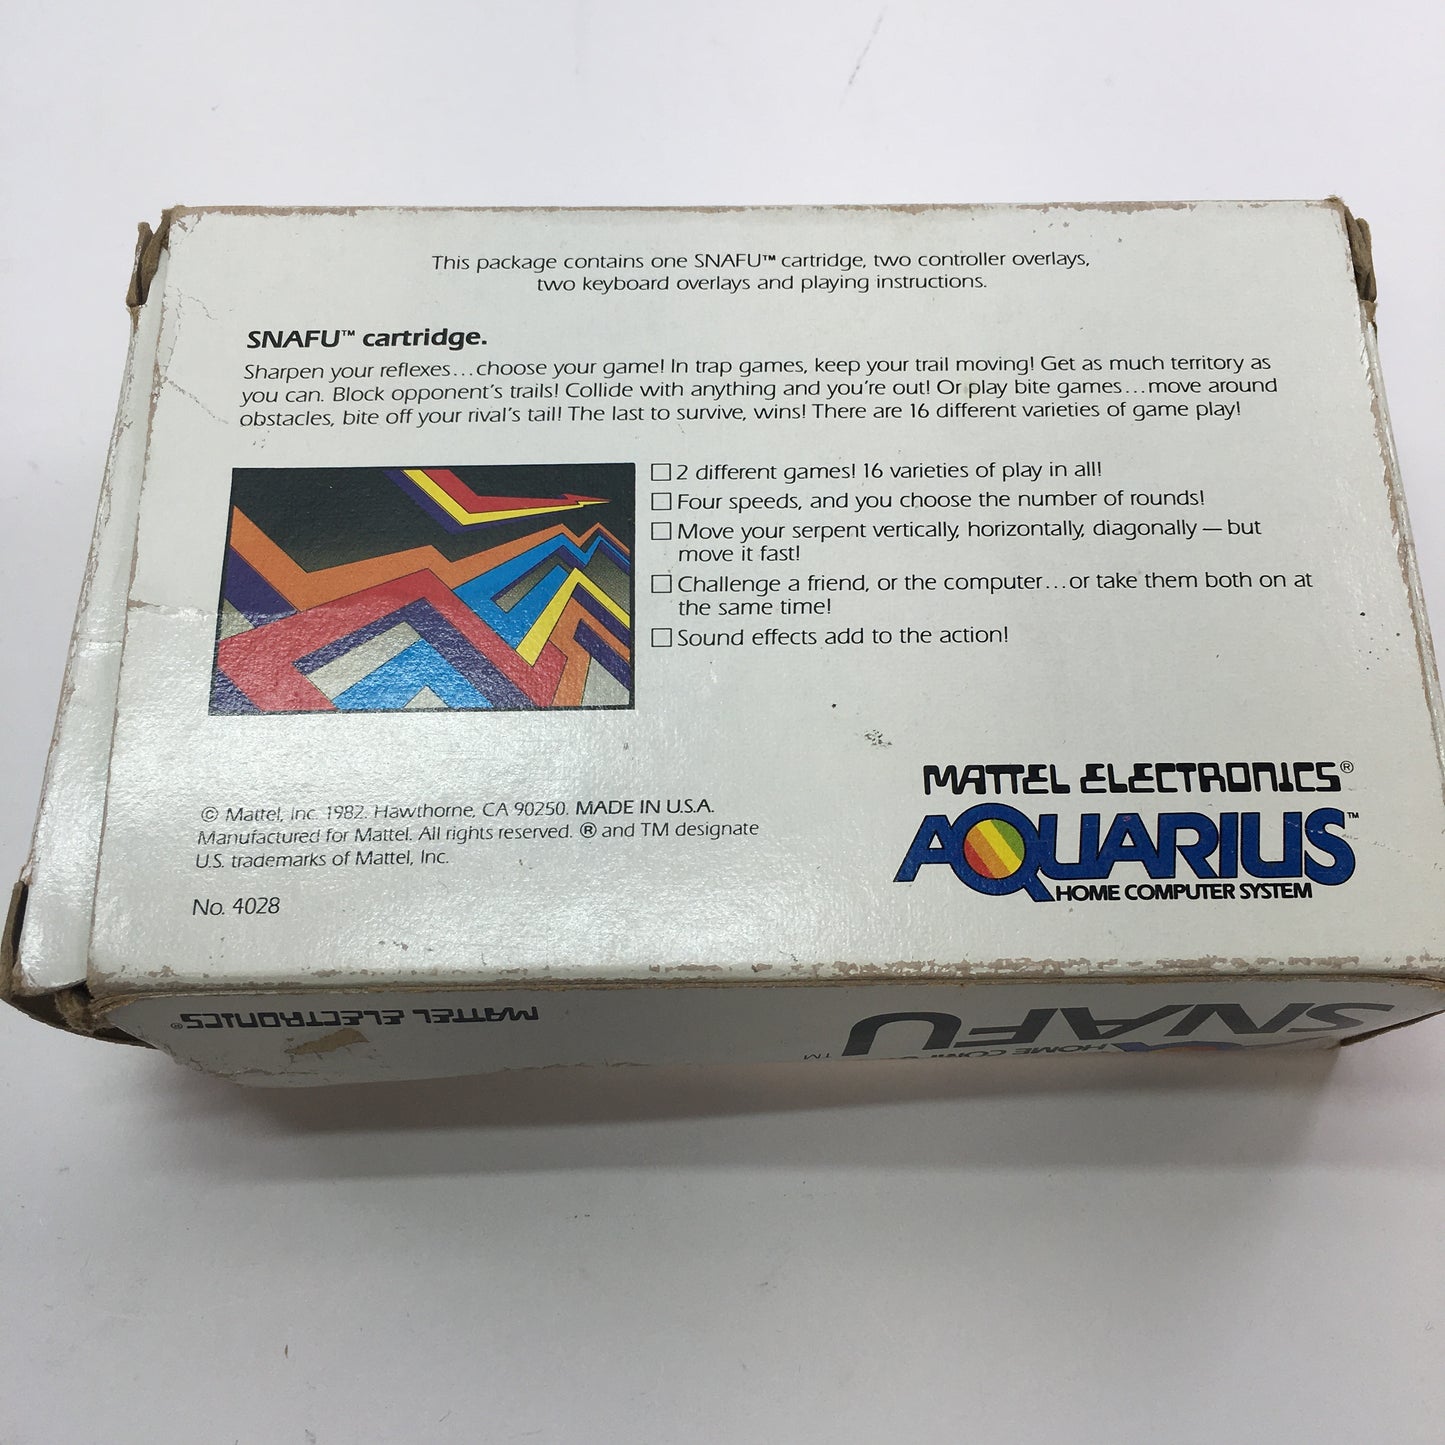 This package contains one SNAFU™ cartridge, two controller overlays,
two keyboard overlays and playing instructions.
SNAFU™ cartridge.
Sharpen your reflexes...choose your game! In trap games, keep your trail moving! Get as much territory as
you can. Block opponent's trails! Collide with anything and you're out! Or play bite games...move around
obstacles, bite off your rival's tail! The last to survive, wins! There are 16 different varieties of game play!
☐ 2 different games! 16 varieties of play in all!
☐ Four speeds, and you choose the number of rounds!
☐ Move your serpent vertically, horizontally, diagonally — but
move it fast!
☐ Challenge a friend, or the computer...or take them both on at
the same time!
☐ Sound effects add to the action!
MATTEL ELECTRONICS®
AQUARIUS™
HOME COMPUTER SYSTEM
© Mattel, Inc. 1982. Hawthorne, CA 90250. MADE IN U.S.A.
Manufactured for Mattel. All rights reserved. ® and TM designate
U.S. trademarks of Mattel, Inc.
No. 4028
MATTEL ELECTRONICS®
SNAFU™
HOME